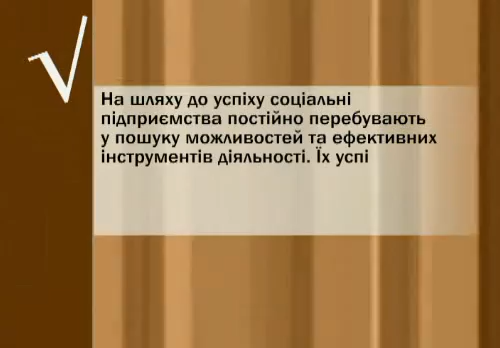 На шляху до успіху соціальні
підприємства постійно перебувають
у пошуку можливостей та ефективних
інструментів діяльності. Їх успі